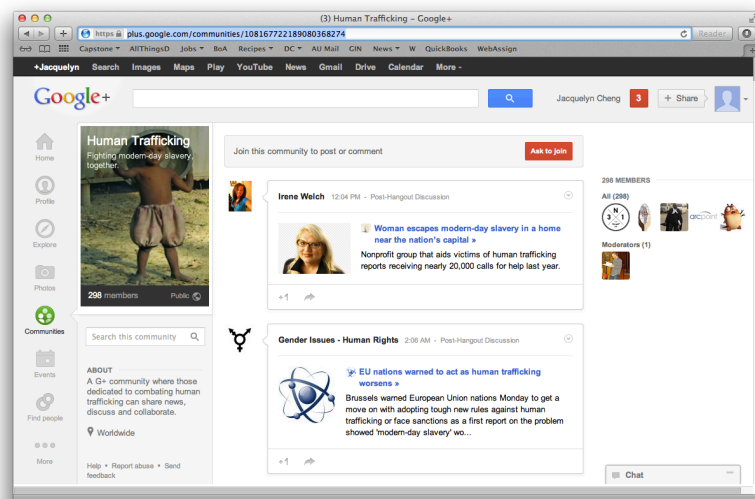 (3) Human Trafficking – Google+
https plus.google.com/communities/108167722189080368274
Reader
Capstone AllThingsD Jobs BoA Recipes DC AU Mail GIN News W QuickBooks WebAssign
+Jacquelyn Search Images Maps Play YouTube News Gmail Drive Calendar More
Google+
Jacquelyn Cheng 3 + Share
Home
Profile
Explore
Photos
Communities
Events
Find people
More
Human Trafficking
Fighting modern-day slavery,
together.
298 members Public
Search this community
ABOUT
A G+ community where those
dedicated to combating human
trafficking can share news,
discuss and collaborate.
Worldwide
Help • Report abuse • Send
feedback
Join this community to post or comment
Ask to join
Irene Welch 12:04 PM - Post-Hangout Discussion
Woman escapes modern-day slavery in a home
near the nation's capital »
Nonprofit group that aids victims of human trafficking
reports receiving nearly 20,000 calls for help last year.
+1
Gender Issues - Human Rights 2:06 AM - Post-Hangout Discussion
EU nations warned to act as human trafficking
worsens »
Brussels warned European Union nations Monday to get a
move on with adopting tough new rules against human
trafficking or face sanctions as a first report on the problem
showed 'modern-day slavery' wo...
+1
298 MEMBERS
All (298)
N
3 1
arcpoint
Moderators (1)
Chat